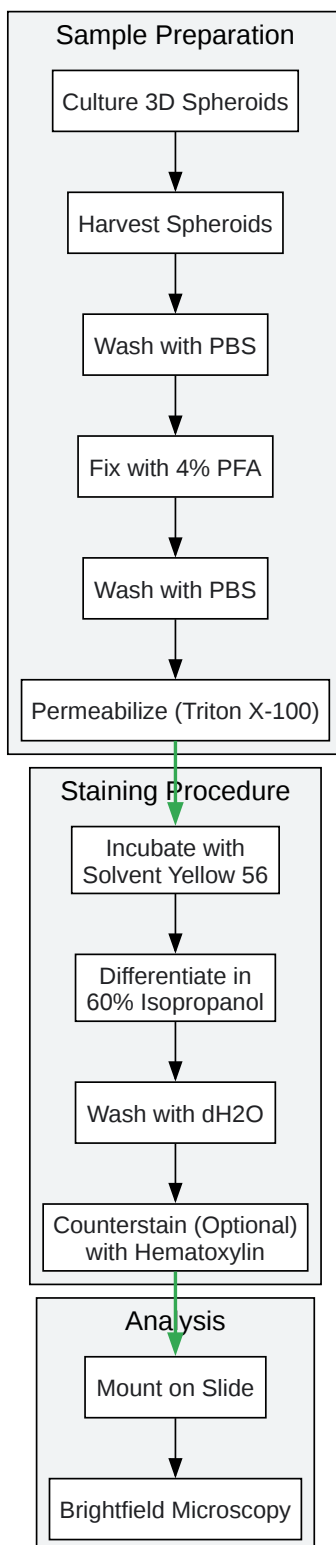 Sample Preparation
Culture 3D Spheroids
Harvest Spheroids
Wash with PBS
Fix with 4% PFA
Wash with PBS
Permeabilize (Triton X-100)
Staining Procedure
Incubate with
Solvent Yellow 56
Differentiate in
60% Isopropanol
Wash with dH2O
Counterstain (Optional)
with Hematoxylin
Analysis
Mount on Slide
Brightfield Microscopy